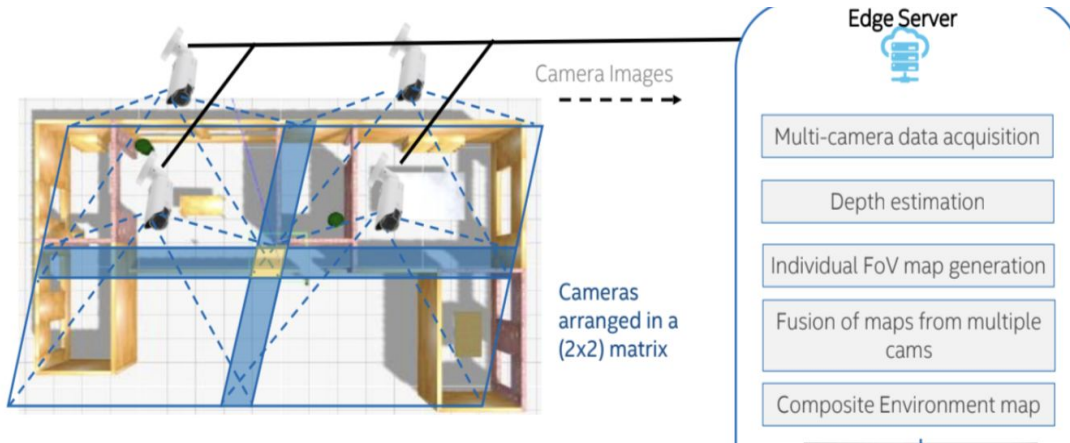 Edge Server
Camera Images
Multi-camera data acquisition
Depth estimation
Individual FoV map generation
Cameras
arranged in a
(2x2) matrix
Fusion of maps from multiple
cams
Composite Environment map